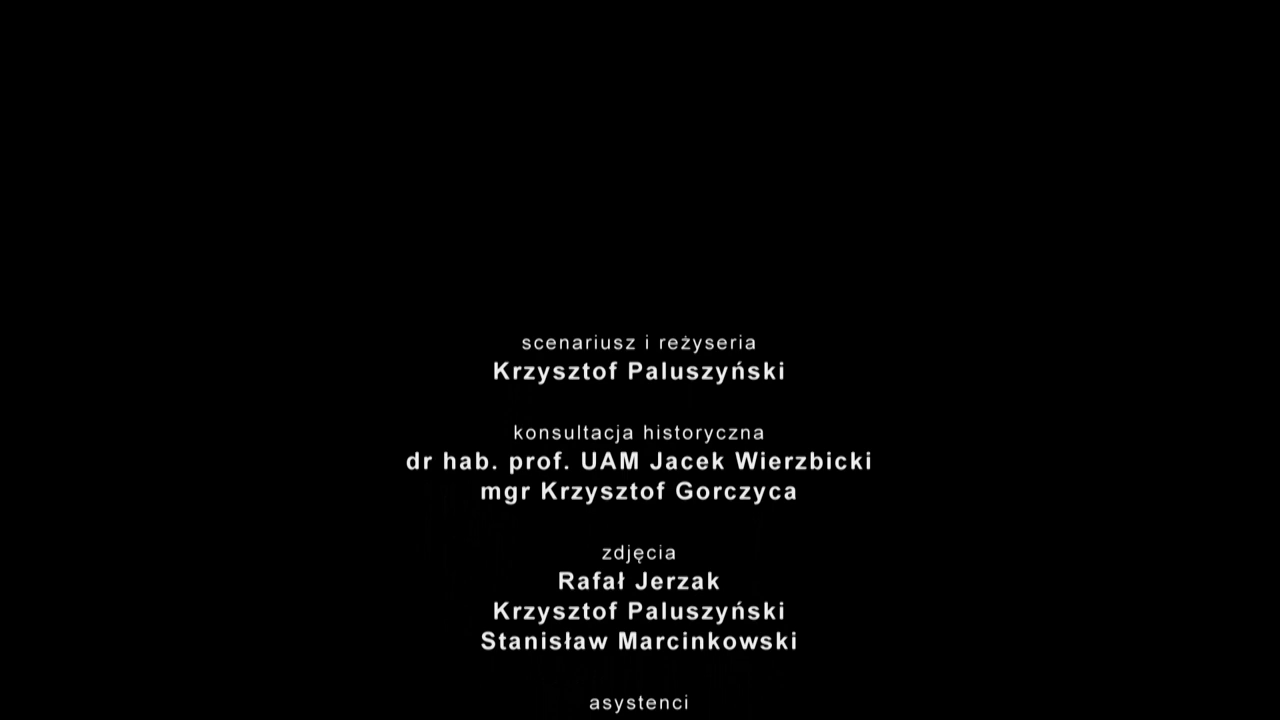 scenariusz i reżyseria
Krzysztof Paluszyński
konsultacja historyczna
dr hab. prof. UAM Jacek Wierzbicki
mgr Krzysztof Gorczyca
zdjęcia
Rafał Jerzak
Krzysztof Paluszyński
Stanisław Marcinkowski
asystenci